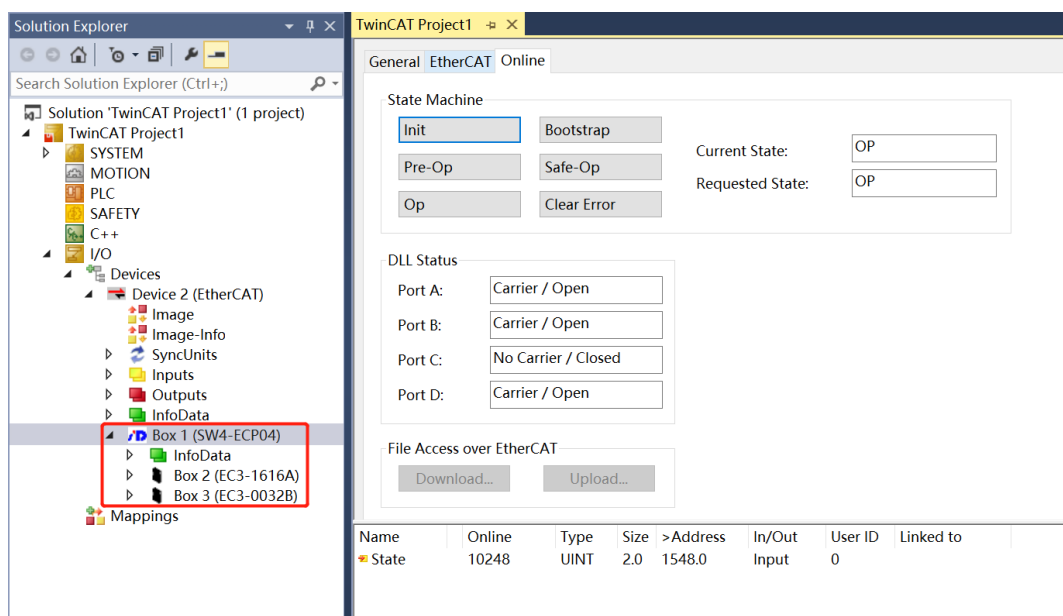 Solution Explorer
Search Solution Explorer (Ctrl+;)
Solution 'TwinCAT Project1' (1 project)
TwinCAT Project1
SYSTEM
MOTION
PLC
SAFETY
C++
I/O
Devices
Device 2 (EtherCAT)
Image
Image-Info
SyncUnits
Inputs
Outputs
InfoData
Box 1 (SW4-ECP04)
InfoData
Box 2 (EC3-1616A)
Box 3 (EC3-0032B)
Mappings
TwinCAT Project1
General EtherCAT Online
State Machine
Init Bootstrap
Pre-Op Safe-Op
Op Clear Error
Current State: OP
Requested State: OP
DLL Status
Port A: Carrier / Open
Port B: Carrier / Open
Port C: No Carrier / Closed
Port D: Carrier / Open
File Access over EtherCAT
Download... Upload...
Name Online Type Size >Address In/Out User ID Linked to
State 10248 UINT 2.0 1548.0 Input 0